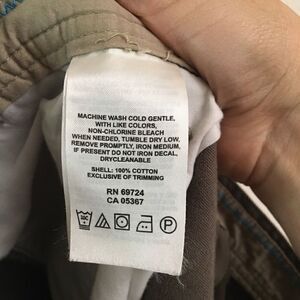 MACHINE WASH COLD GENTLE,
WITH LIKE COLORS,
NON-CHLORINE BLEACH
WHEN NEEDED, TUMBLE DRY LOW,
REMOVE PROMPTLY, IRON MEDIUM,
IF PRESENT DO NOT IRON DECAL,
DRYCLEANABLE
SHELL: 100% COTTON
EXCLUSIVE OF TRIMMING
RN 69724
CA 05367
P